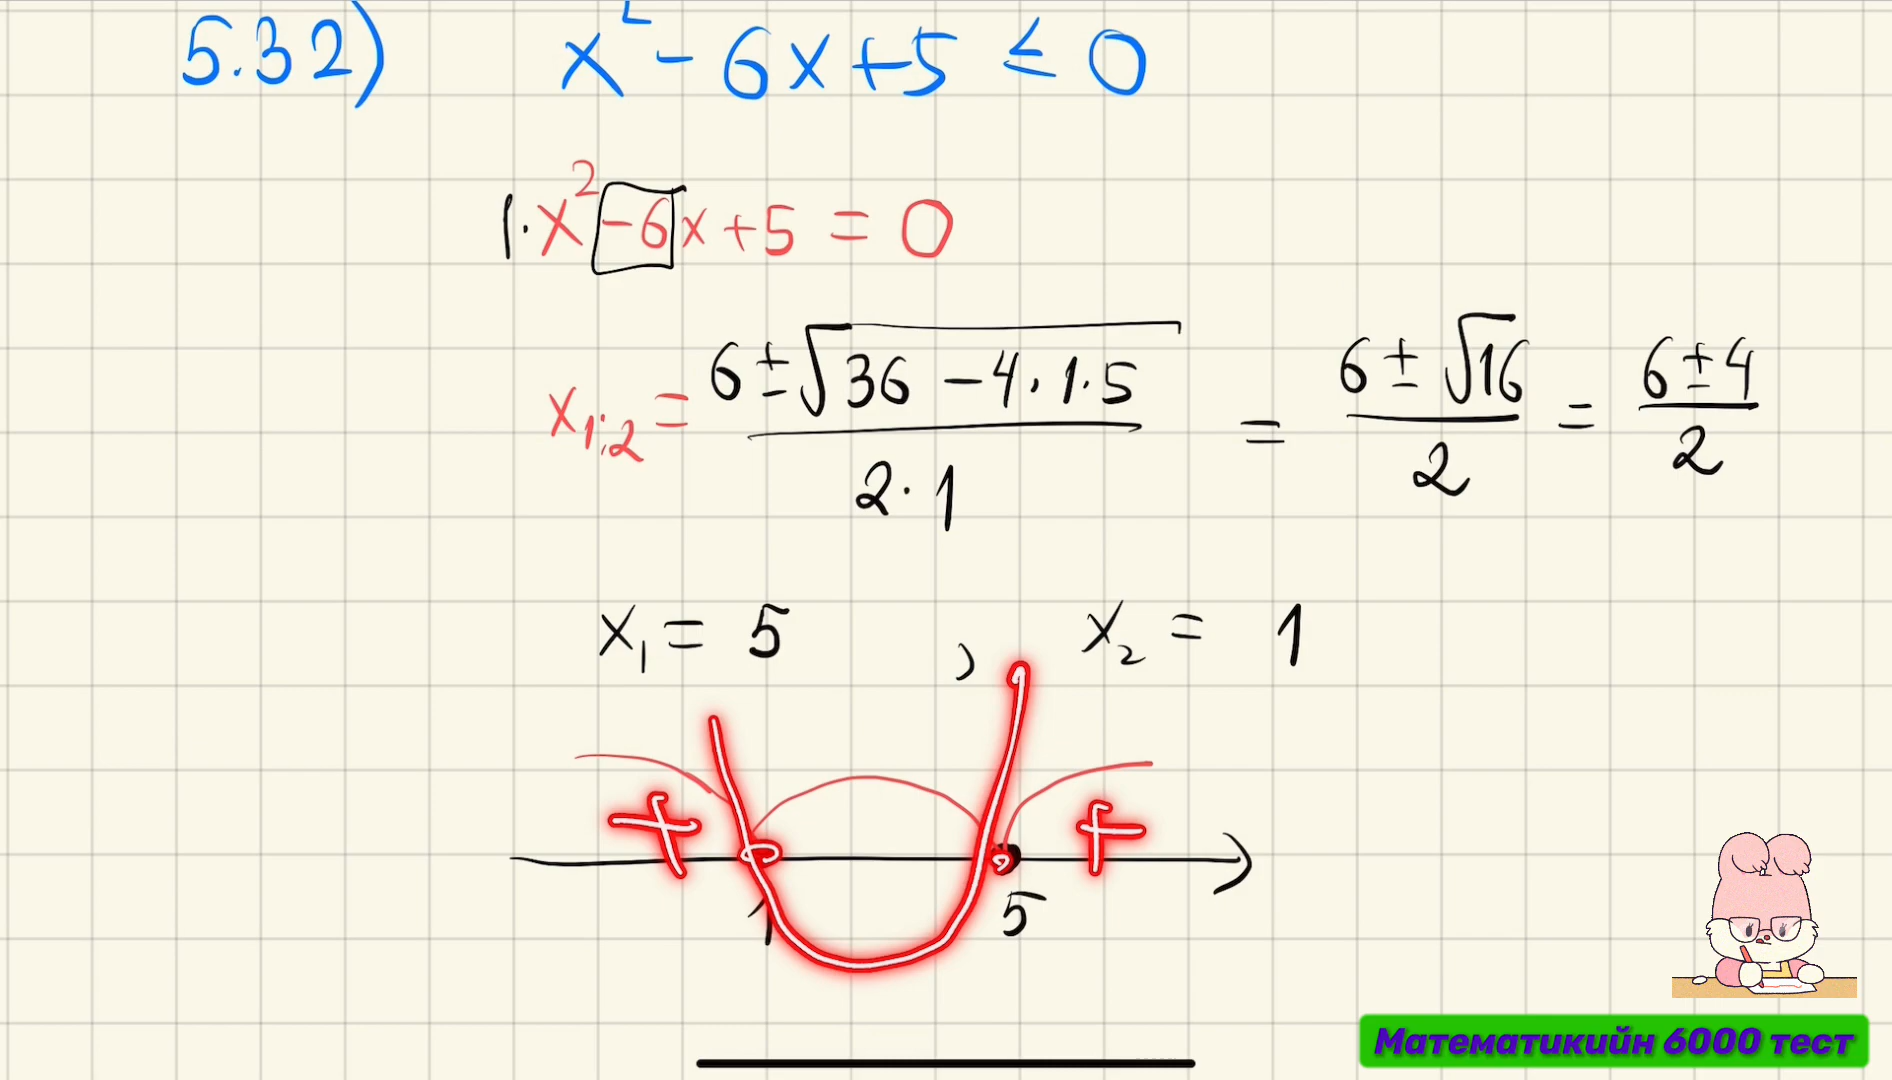 5.32) x² - 6x + 5 ≤ 0
1·x² -6x + 5 = 0
x₁;₂ = (6 ± √(36 - 4·1·5)) / (2·1) = (6 ± √16) / 2 = (6 ± 4) / 2
x₁ = 5 , x₂ = 1
+ +
1 5
Математикийн 6000 тест